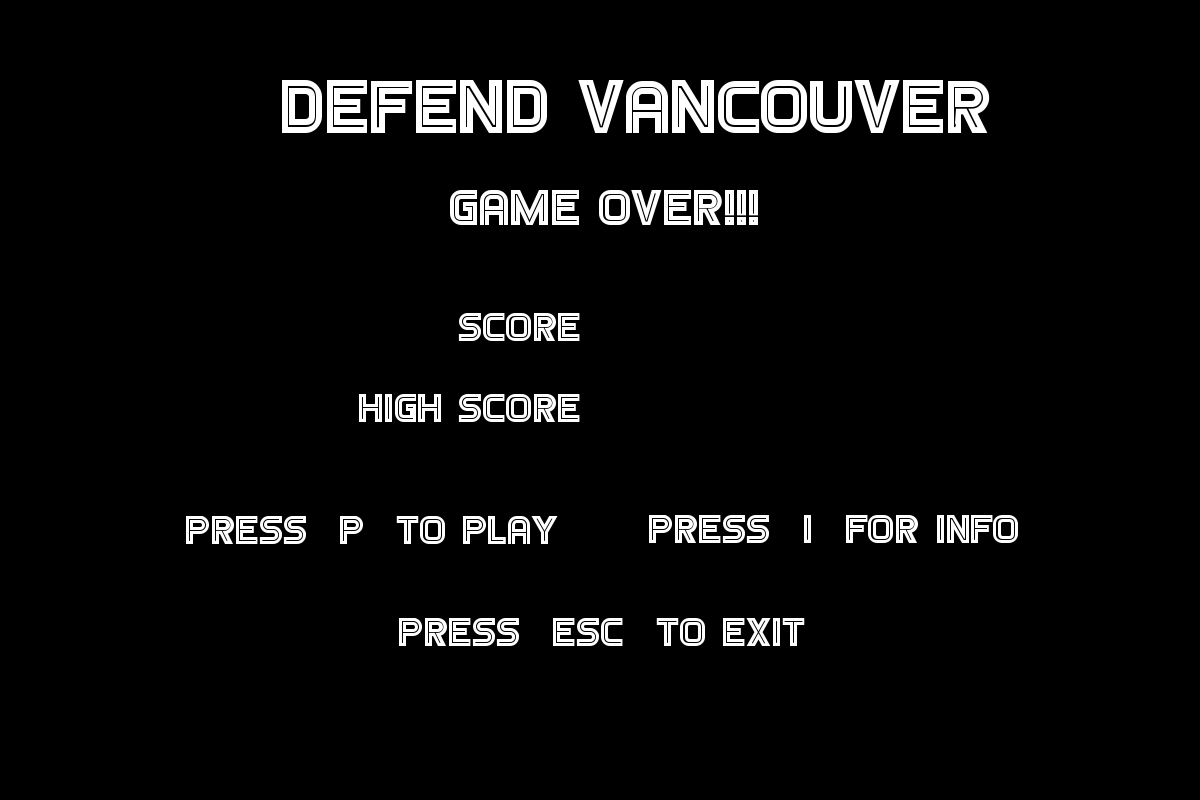 DEFEND VANCOUVER
GAME OVER!!!
SCORE
HIGH SCORE
PRESS P TO PLAY PRESS I FOR INFO
PRESS ESC TO EXIT